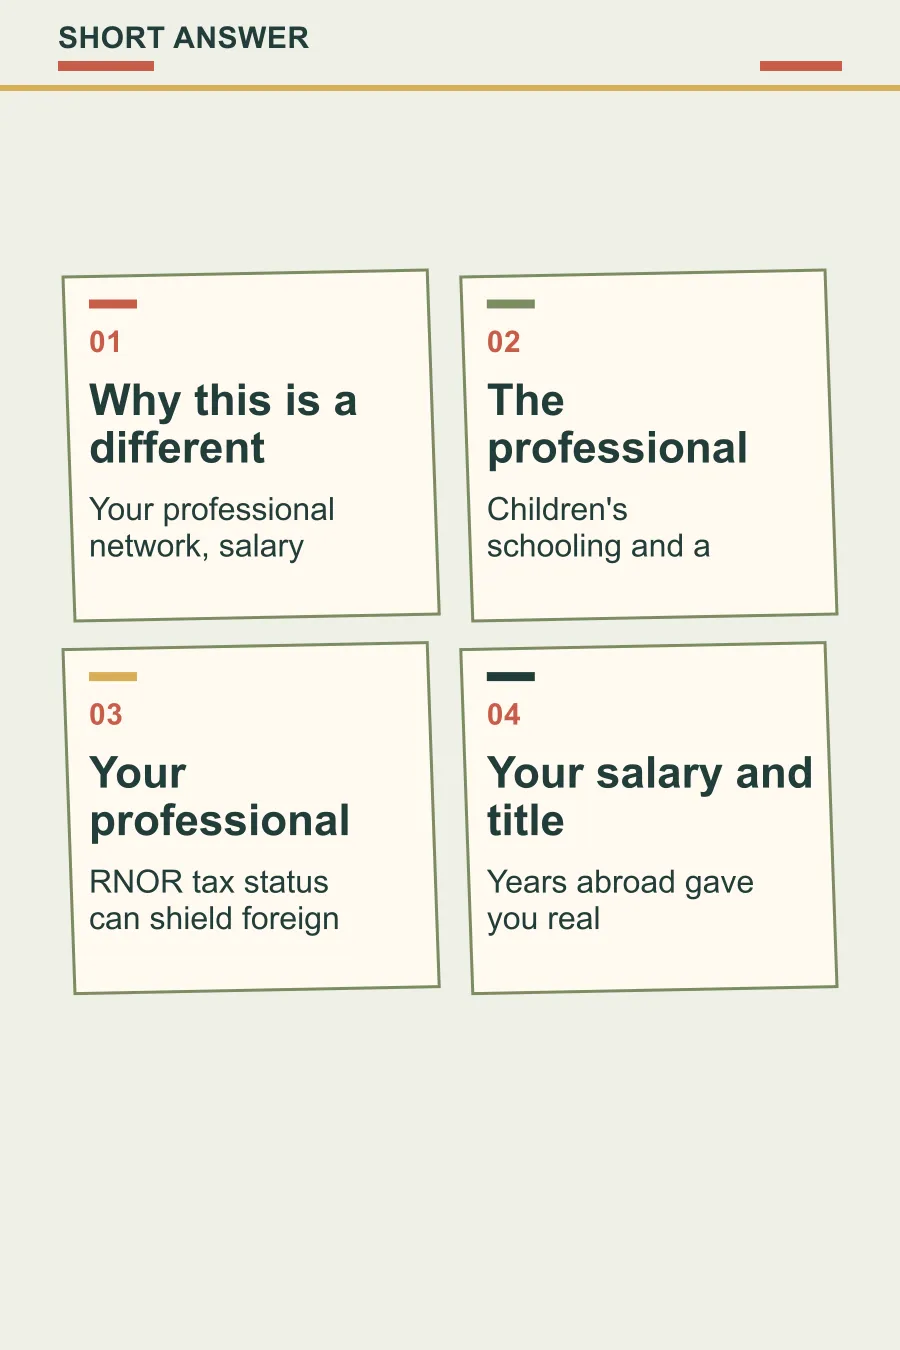 SHORT ANSWER
01
Why this is a
different
Your professional
network, salary
02
The
professional
Children's
schooling and a
03
Your
professional
RNOR tax status
can shield foreign
04
Your salary and
title
Years abroad gave
you real